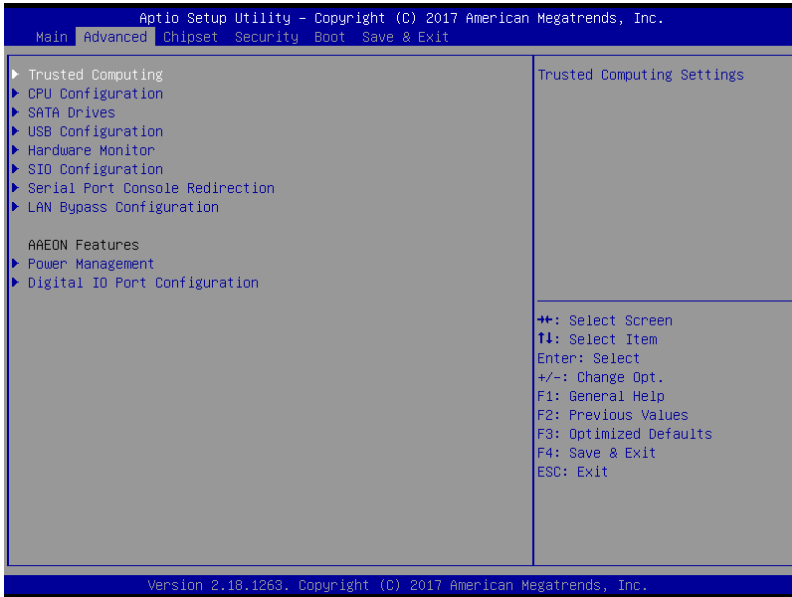 Aptio Setup Utility – Copyright (C) 2017 American Megatrends, Inc.
Main Advanced Chipset Security Boot Save & Exit
Trusted Computing
CPU Configuration
SATA Drives
USB Configuration
Hardware Monitor
SIO Configuration
Serial Port Console Redirection
LAN Bypass Configuration
AAEON Features
Power Management
Digital IO Port Configuration
Trusted Computing Settings
→←: Select Screen
↑↓: Select Item
Enter: Select
+/-: Change Opt.
F1: General Help
F2: Previous Values
F3: Optimized Defaults
F4: Save & Exit
ESC: Exit
Version 2.18.1263. Copyright (C) 2017 American Megatrends, Inc.